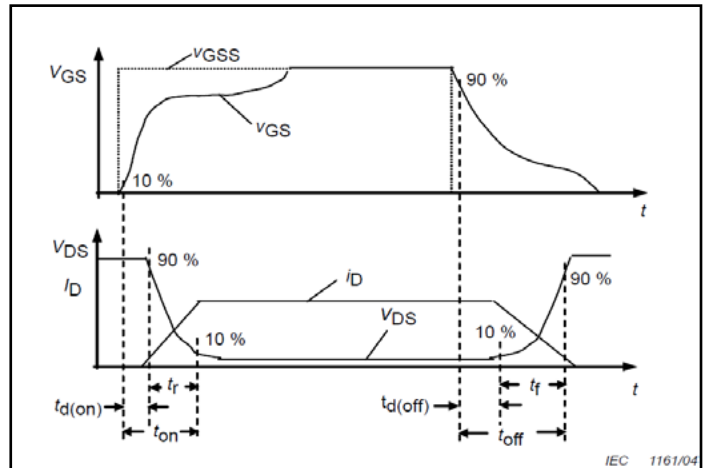 vGSS
VGS
90 %
vGS
10 %
t
VDS
90 %
ID
iD
90 %
VDS
10 %
10 %
tr
tf
t
td(on)
td(off)
ton
toff
IEC 1161/04